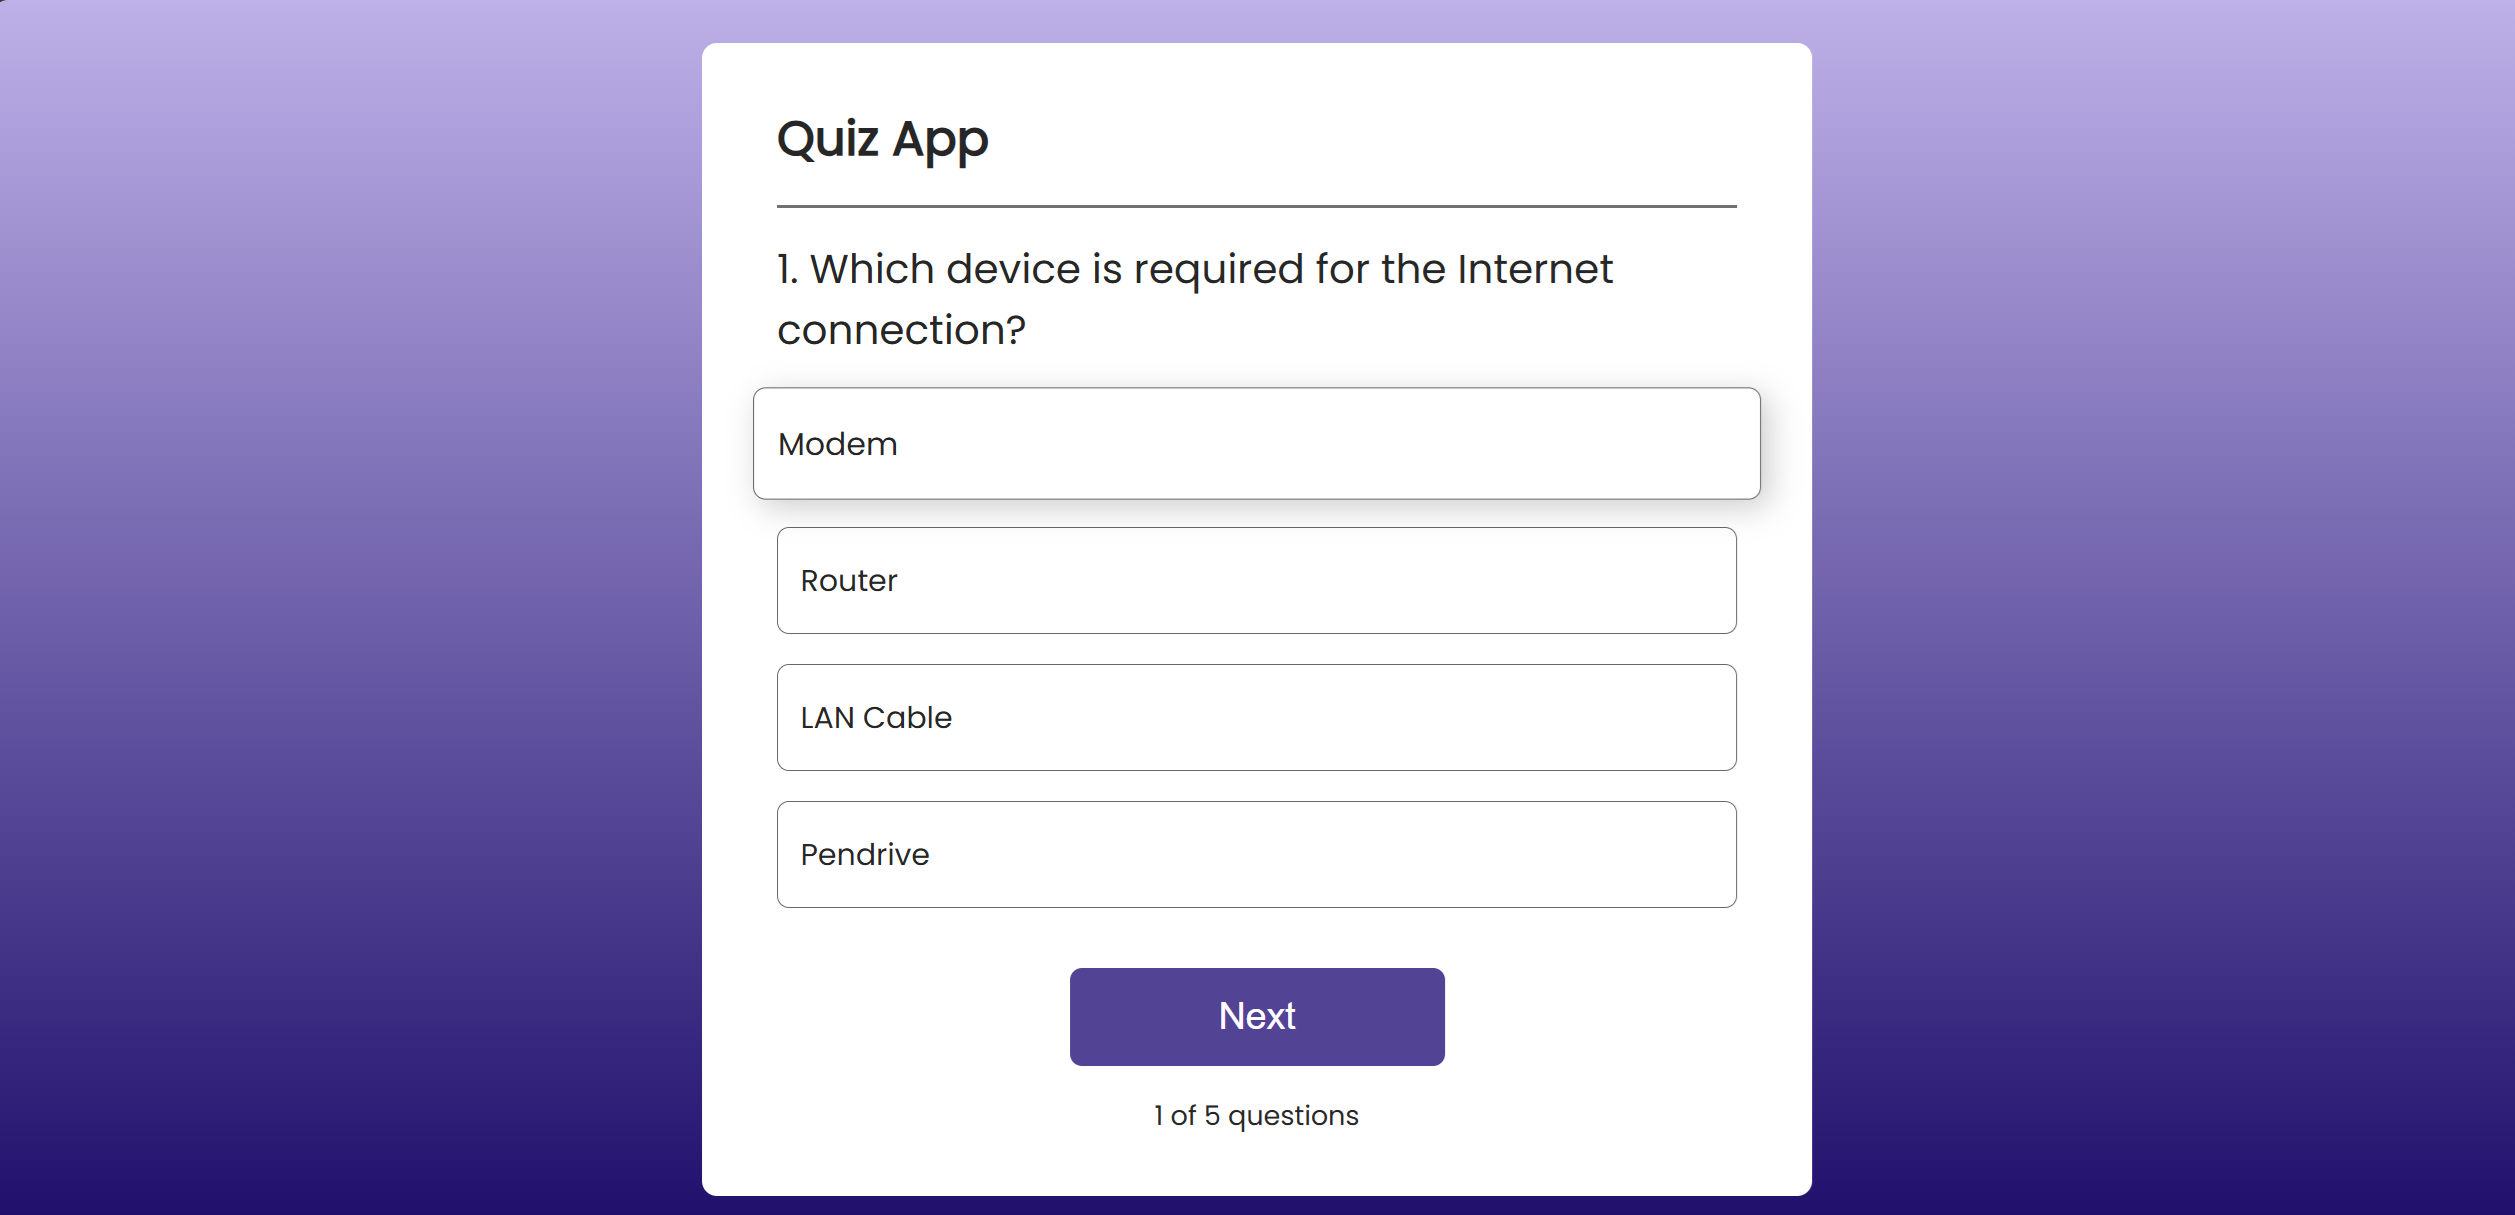 Quiz App
1. Which device is required for the Internet
connection?
Modem
Router
LAN Cable
Pendrive
Next
1 of 5 questions